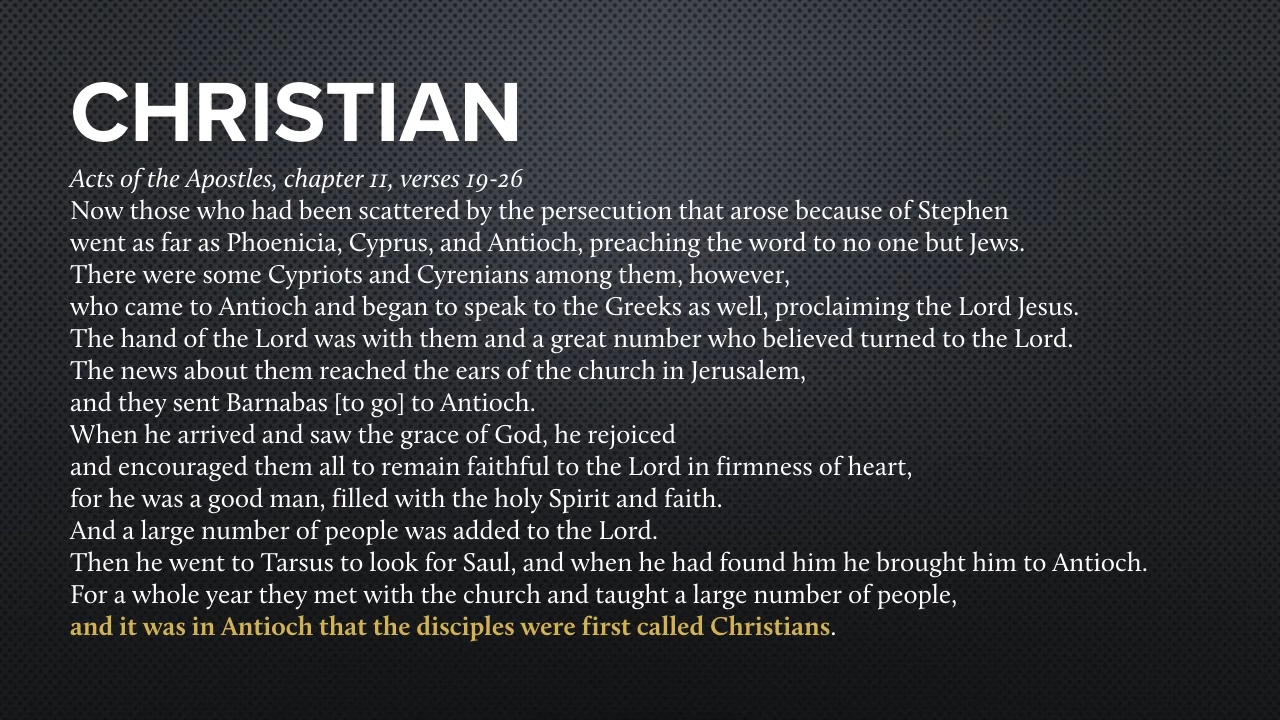 CHRISTIAN
Acts of the Apostles, chapter 11, verses 19-26
Now those who had been scattered by the persecution that arose because of Stephen
went as far as Phoenicia, Cyprus, and Antioch, preaching the word to no one but Jews.
There were some Cypriots and Cyrenians among them, however,
who came to Antioch and began to speak to the Greeks as well, proclaiming the Lord Jesus.
The hand of the Lord was with them and a great number who believed turned to the Lord.
The news about them reached the ears of the church in Jerusalem,
and they sent Barnabas [to go] to Antioch.
When he arrived and saw the grace of God, he rejoiced
and encouraged them all to remain faithful to the Lord in firmness of heart,
for he was a good man, filled with the holy Spirit and faith.
And a large number of people was added to the Lord.
Then he went to Tarsus to look for Saul, and when he had found him he brought him to Antioch.
For a whole year they met with the church and taught a large number of people,
and it was in Antioch that the disciples were first called Christians.